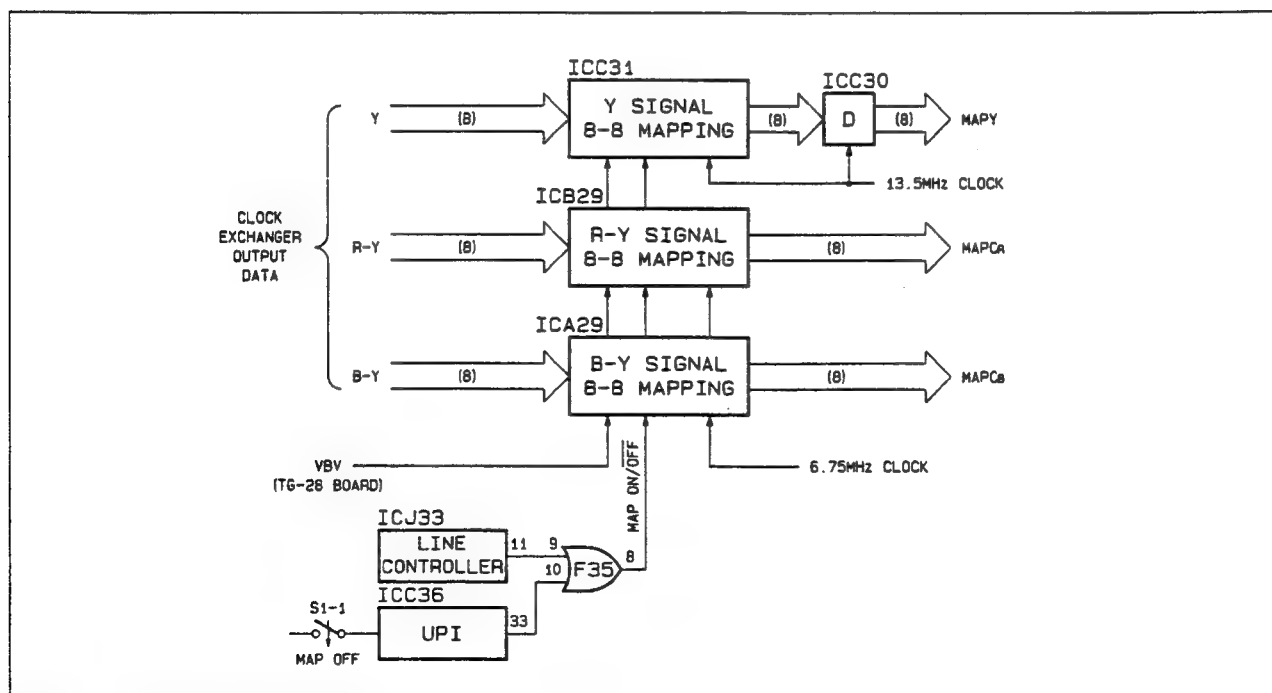 ICC31
Y SIGNAL
8-8 MAPPING
ICC30
D
Y
(8)
(8)
(8)
MAPY
13.5MHz CLOCK
CLOCK
EXCHANGER
OUTPUT
DATA
ICB29
R-Y
(8)
R-Y SIGNAL
8-8 MAPPING
(8)
MAPCR
ICA29
B-Y
(8)
B-Y SIGNAL
8-8 MAPPING
(8)
MAPCB
VBV
(TG-28 BOARD)
MAP ON/OFF
6.75MHz CLOCK
ICJ33
LINE
CONTROLLER
11
9
10
F35
8
ICC36
UPI
33
S1-1
MAP OFF